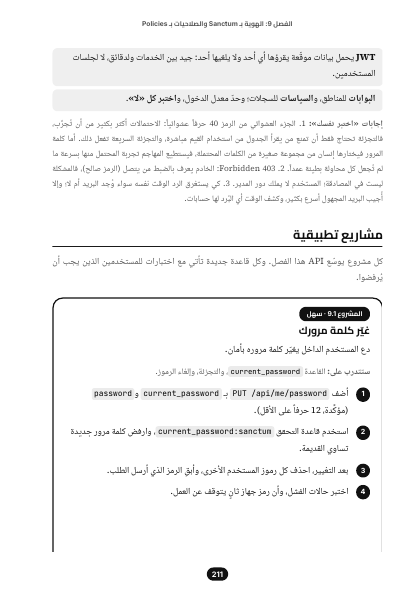 الفصل 9: الهوية بـ Sanctum والصلاحيات بـ Policies
JWT يحمل بيانات موقَّعة يقرؤها أي أحد ولا يلغيها أحد: جيد بين الخدمات ولدقائق، لا لجلسات
المستخدمين.
البوابات للمناطق، والسياسات للسجلات؛ وحدّ معدل الدخول، واختبر كل «لا».
إجابات «اختبر نفسك»: 1. الجزء العشوائي من الرمز 40 حرفاً عشوائياً: الاحتمالات أكثر بكثير من أن تُجرَّب،
فالتجزئة تحتاج فقط أن تمنع من يقرأ الجدول من استخدام القيم مباشرة، والتجزئة السريعة تفعل ذلك. أما كلمة
المرور فيختارها إنسان من مجموعة صغيرة من الكلمات المحتملة، فيستطيع المهاجم تجربة المحتمل منها بسرعة ما
لم تُجعل كل محاولة بطيئة عمداً. 2. 403 Forbidden: الخادم يعرف بالضبط من يتصل (الرمز صالح)، فالمشكلة
ليست في المصادقة؛ المستخدم لا يملك دور المدير. 3. كي يستغرق الرد الوقت نفسه سواء وُجد البريد أم لا؛ وإلا
أُجيب البريد المجهول أسرع بكثير، وكشف الوقت أي البُرد لها حسابات.
مشاريع تطبيقية
كل مشروع يوسّع API هذا الفصل. وكل قاعدة جديدة تأتي مع اختبارات للمستخدمين الذين يجب أن
يُرفضوا.
المشروع 9.1 · سهل
غيّر كلمة مرورك
دع المستخدم الداخل يغيّر كلمة مروره بأمان.
ستتدرب على: القاعدة current_password، والتجزئة، وإلغاء الرموز.
1 أضف PUT /api/me/password بـ current_password و password
(مؤكَّدة، 12 حرفاً على الأقل).
2 استخدم قاعدة التحقق current_password:sanctum، وارفض كلمة مرور جديدة
تساوي القديمة.
3 بعد التغيير، احذف كل رموز المستخدم الأخرى، وأبقِ الرمز الذي أرسل الطلب.
4 اختبر حالات الفشل، وأن رمز جهاز ثانٍ يتوقف عن العمل.
211